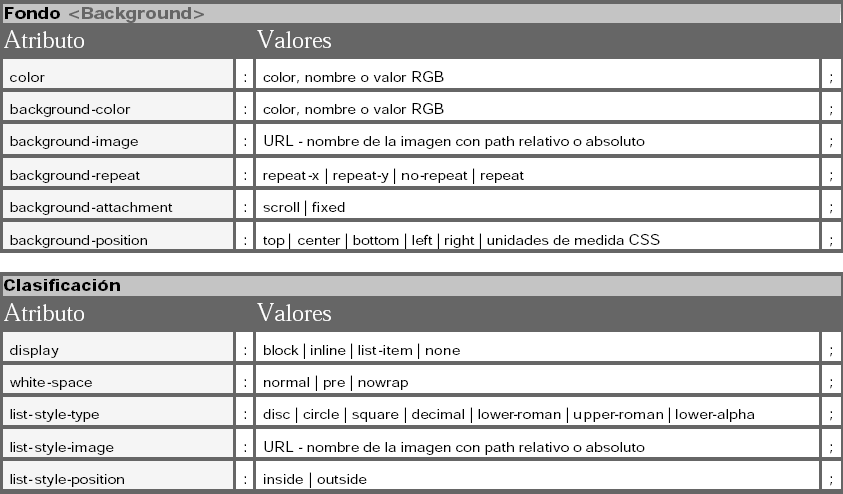 Fondo <Background>
Atributo Valores
color : color, nombre o valor RGB ;
background-color : color, nombre o valor RGB ;
background-image : URL - nombre de la imagen con path relativo o absoluto ;
background-repeat : repeat-x | repeat-y | no-repeat | repeat ;
background-attachment : scroll | fixed ;
background-position : top | center | bottom | left | right | unidades de medida CSS ;
Clasificación
Atributo Valores
display : block | inline | list-item | none ;
white-space : normal | pre | nowrap ;
list-style-type : disc | circle | square | decimal | lower-roman | upper-roman | lower-alpha ;
list-style-image : URL - nombre de la imagen con path relativo o absoluto ;
list-style-position : inside | outside ;